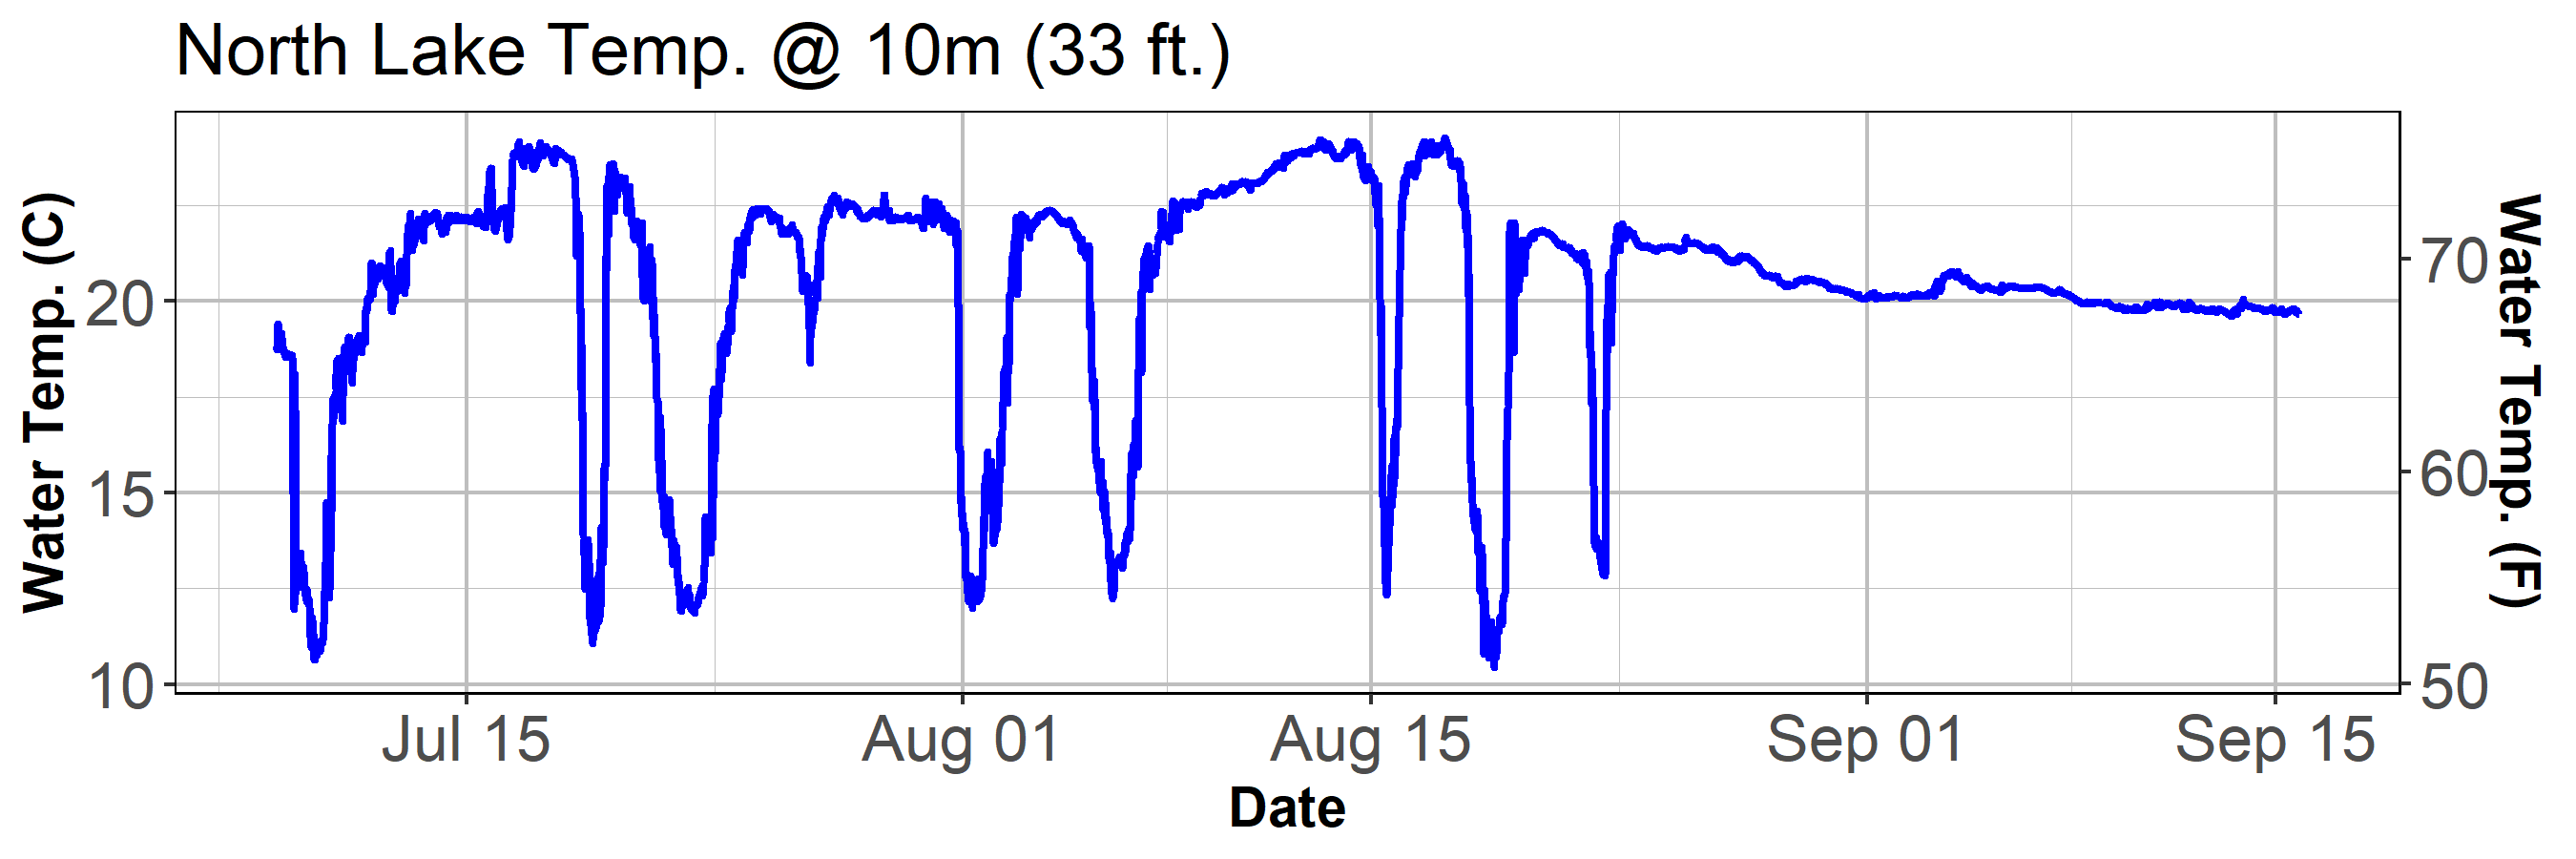 North Lake Temp. @ 10m (33 ft.)
Water Temp. (C)
20
15
10
70
60
50
Water Temp. (F)
Jul 15
Aug 01
Aug 15
Sep 01
Sep 15
Date